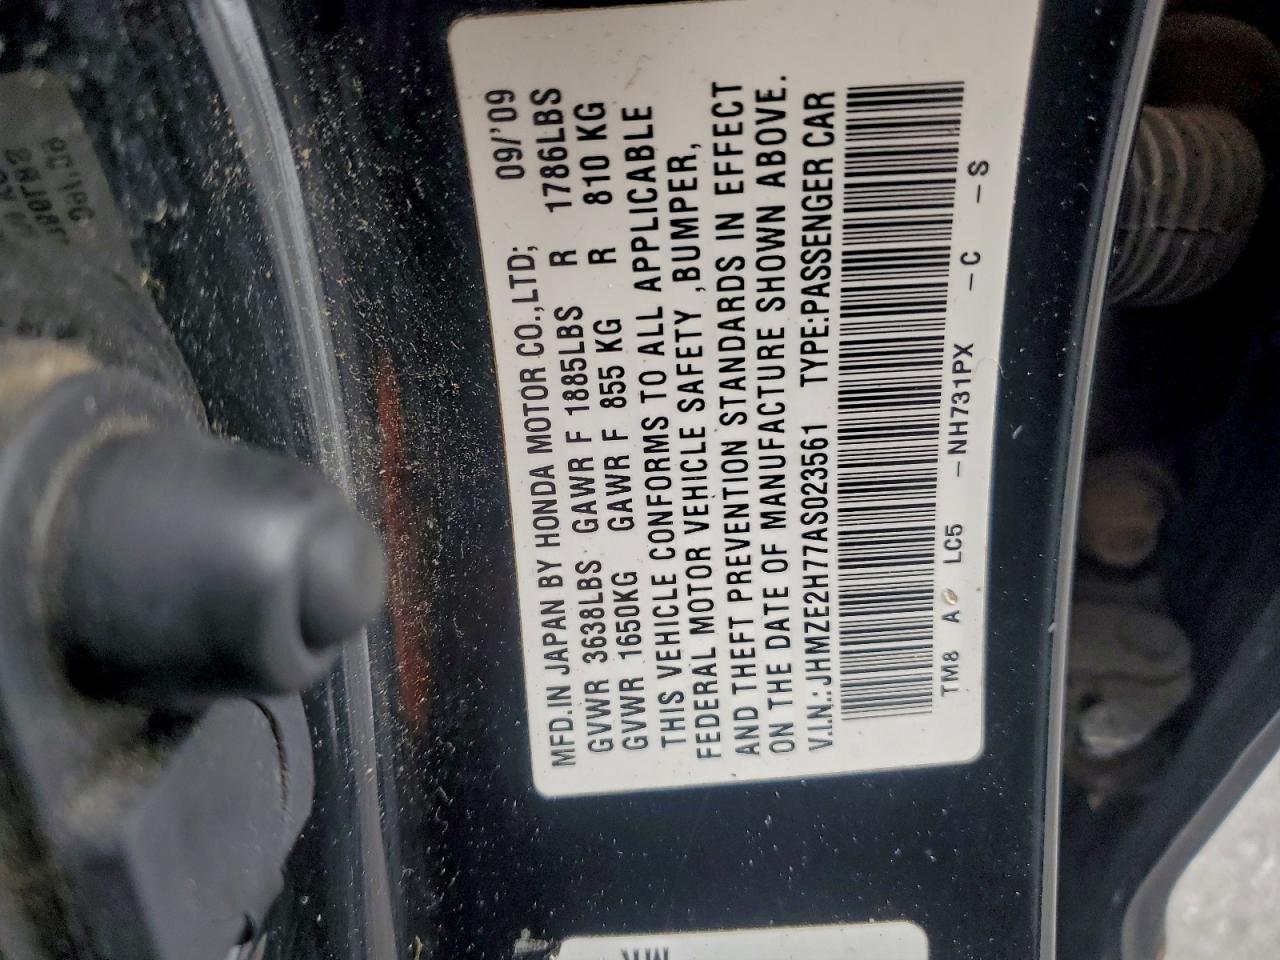 MFD.IN JAPAN BY HONDA MOTOR CO.,LTD; 09/'09
GVWR 3638LBS GAWR F 1885LBS R 1786LBS
GVWR 1650KG GAWR F 855 KG R 810 KG
THIS VEHICLE CONFORMS TO ALL APPLICABLE
FEDERAL MOTOR VEHICLE SAFETY ,BUMPER,
AND THEFT PREVENTION STANDARDS IN EFFECT
ON THE DATE OF MANUFACTURE SHOWN ABOVE.
V.I.N.:JHMZE2H77AS023561 TYPE:PASSENGER CAR
TM8 A LC5 -NH731PX -C -S